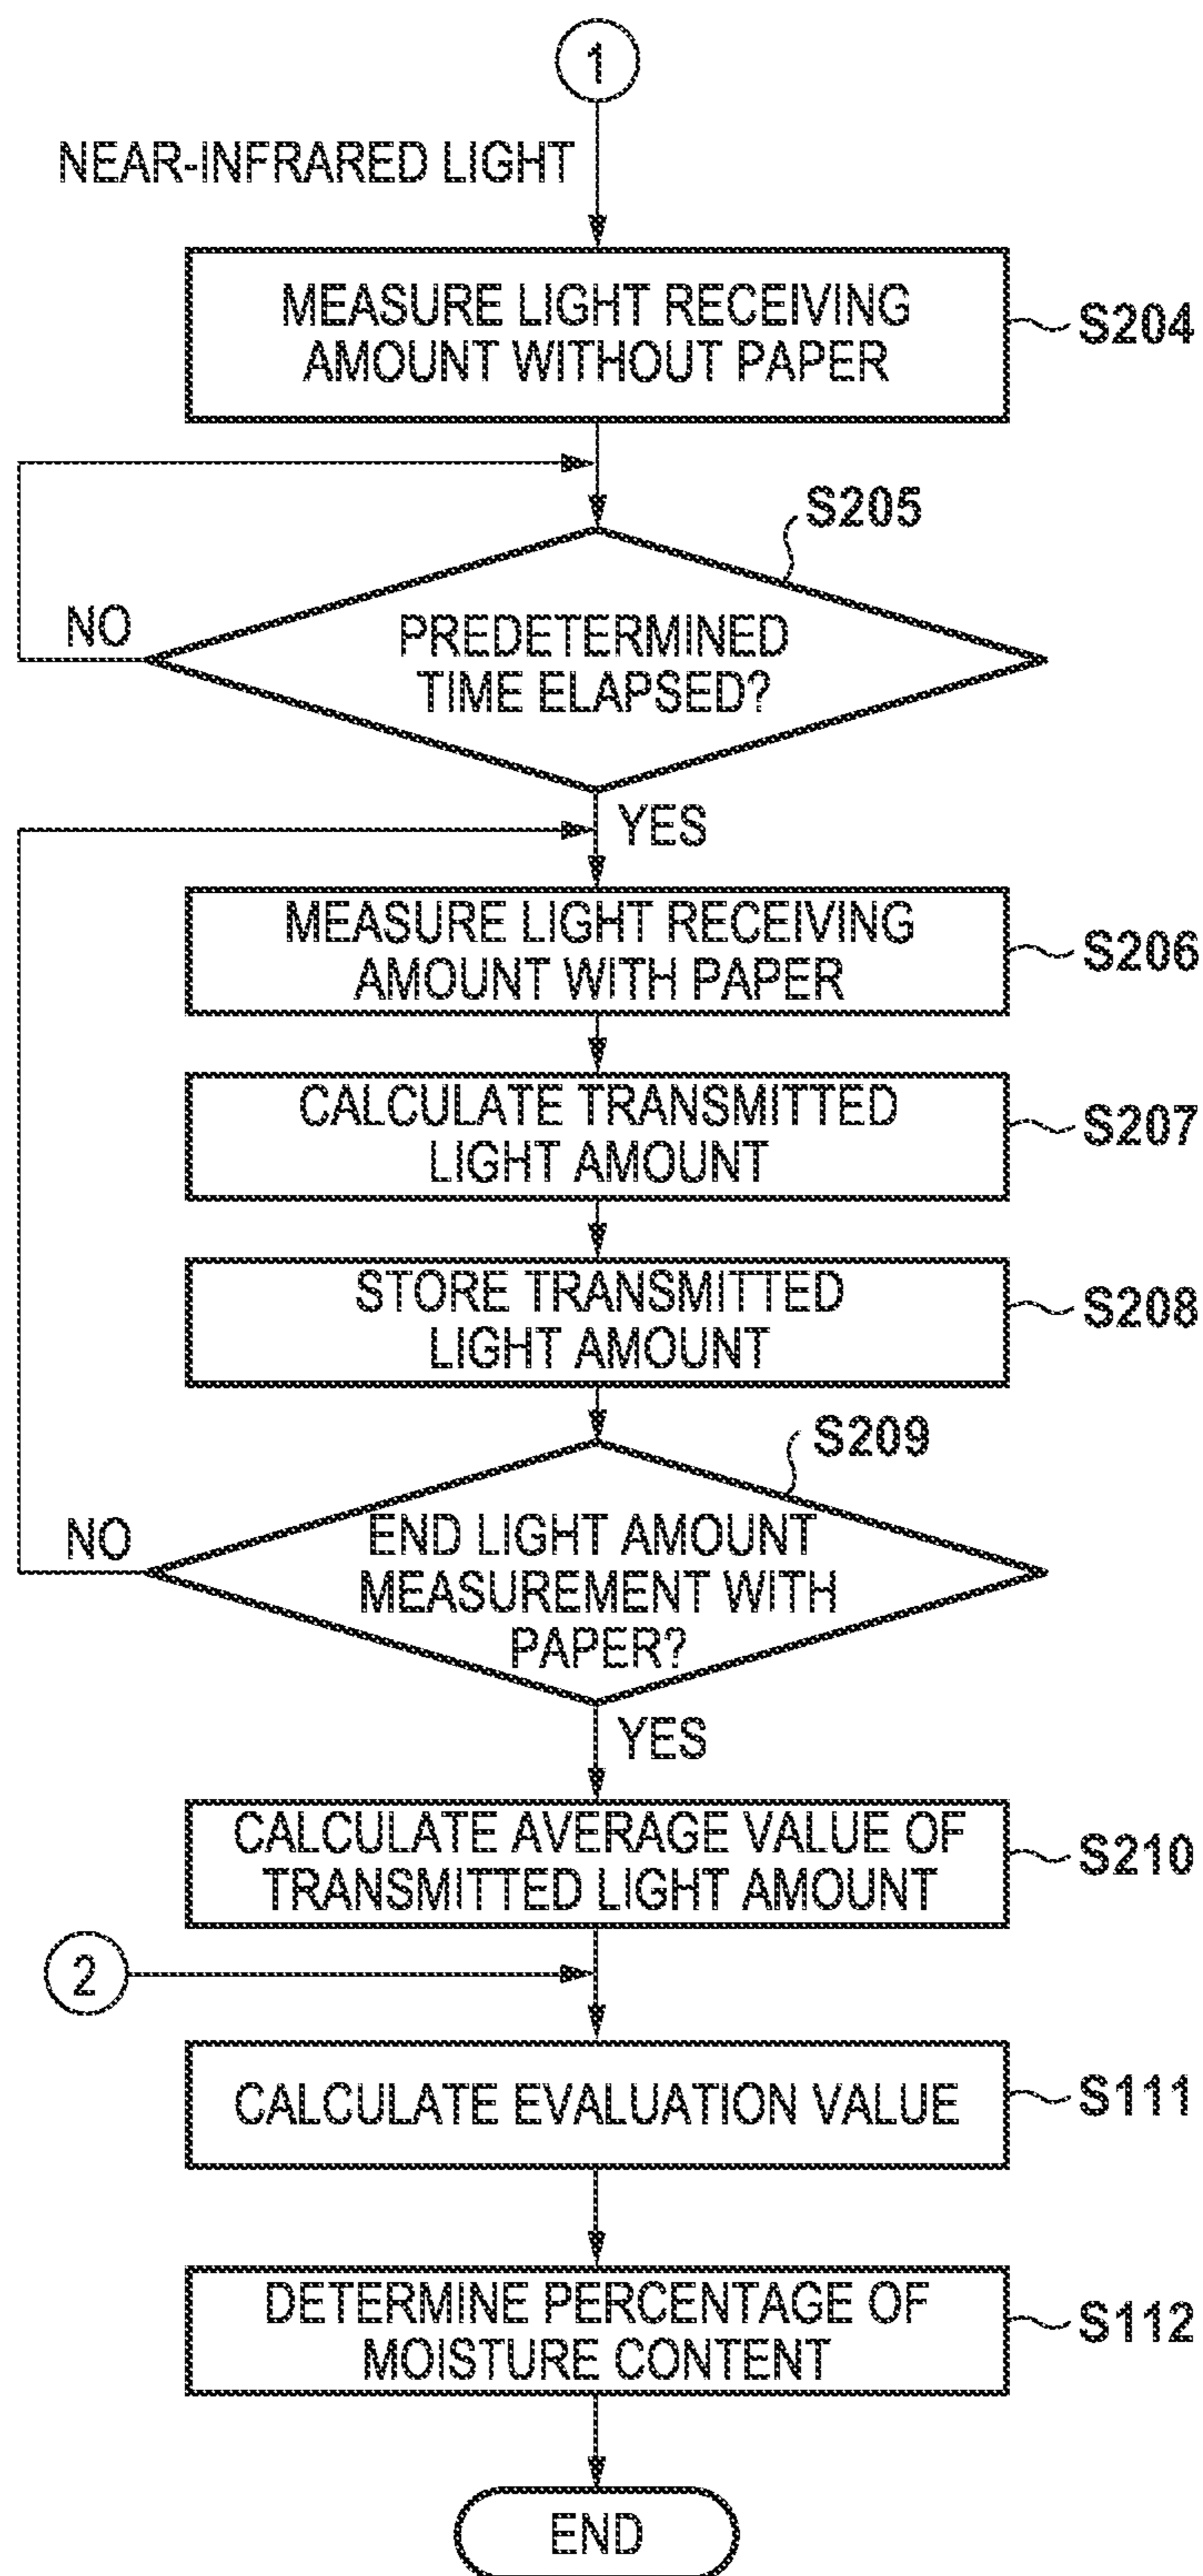 1
NEAR-INFRARED LIGHT
MEASURE LIGHT RECEIVING
AMOUNT WITHOUT PAPER
S204
S205
NO
PREDETERMINED
TIME ELAPSED?
YES
MEASURE LIGHT RECEIVING
AMOUNT WITH PAPER
S206
CALCULATE TRANSMITTED
LIGHT AMOUNT
S207
STORE TRANSMITTED
LIGHT AMOUNT
S208
S209
NO
END LIGHT AMOUNT
MEASUREMENT WITH
PAPER?
YES
CALCULATE AVERAGE VALUE OF
TRANSMITTED LIGHT AMOUNT
S210
2
CALCULATE EVALUATION VALUE
S111
DETERMINE PERCENTAGE OF
MOISTURE CONTENT
S112
END